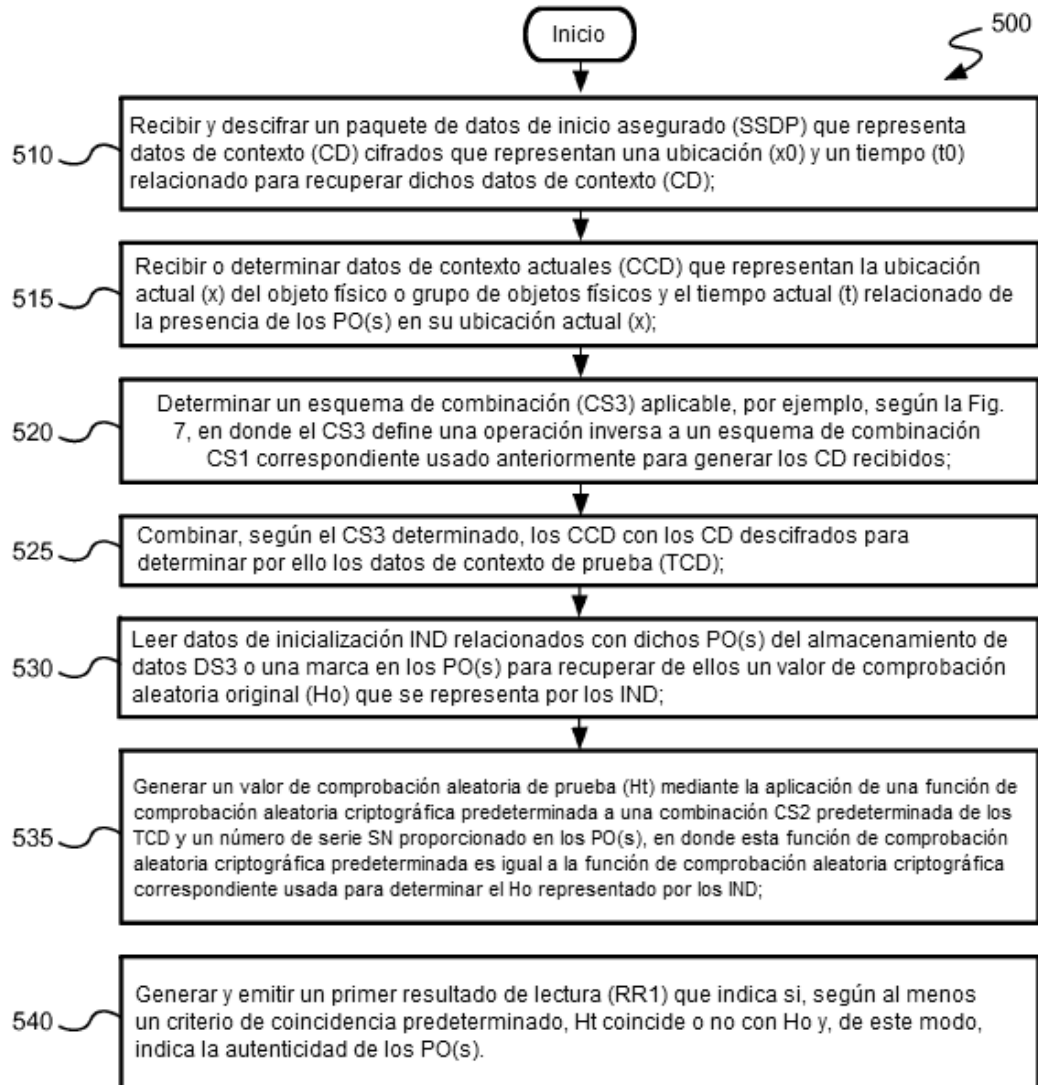 Inicio
500
510
Recibir y descifrar un paquete de datos de inicio asegurado (SSDP) que representa
datos de contexto (CD) cifrados que representan una ubicación (x0) y un tiempo (t0)
relacionado para recuperar dichos datos de contexto (CD);
515
Recibir o determinar datos de contexto actuales (CCD) que representan la ubicación
actual (x) del objeto físico o grupo de objetos físicos y el tiempo actual (t) relacionado de
la presencia de los PO(s) en su ubicación actual (x);
520
Determinar un esquema de combinación (CS3) aplicable, por ejemplo, según la Fig.
7, en donde el CS3 define una operación inversa a un esquema de combinación
CS1 correspondiente usado anteriormente para generar los CD recibidos;
525
Combinar, según el CS3 determinado, los CCD con los CD descifrados para
determinar por ello los datos de contexto de prueba (TCD);
530
Leer datos de inicialización IND relacionados con dichos PO(s) del almacenamiento de
datos DS3 o una marca en los PO(s) para recuperar de ellos un valor de comprobación
aleatoria original (Ho) que se representa por los IND;
535
Generar un valor de comprobación aleatoria de prueba (Ht) mediante la aplicación de una función de
comprobación aleatoria criptográfica predeterminada a una combinación CS2 predeterminada de los
TCD y un número de serie SN proporcionado en los PO(s), en donde esta función de comprobación
aleatoria criptográfica predeterminada es igual a la función de comprobación aleatoria criptográfica
correspondiente usada para determinar el Ho representado por los IND;
540
Generar y emitir un primer resultado de lectura (RR1) que indica si, según al menos
un criterio de coincidencia predeterminado, Ht coincide o no con Ho y, de este modo,
indica la autenticidad de los PO(s).